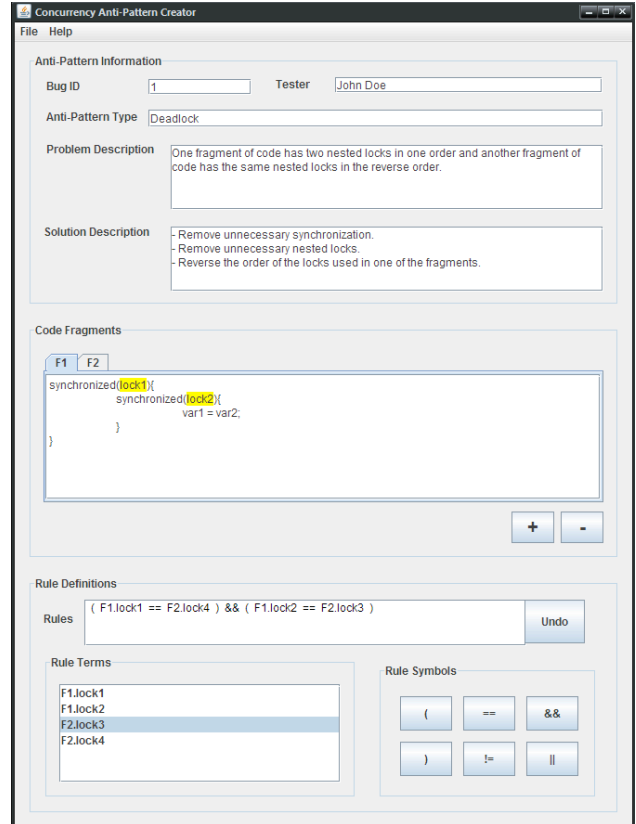 Concurrency Anti-Pattern Creator
File Help
Anti-Pattern Information
Bug ID 1 Tester John Doe
Anti-Pattern Type Deadlock
Problem Description One fragment of code has two nested locks in one order and another fragment of
code has the same nested locks in the reverse order.
Solution Description - Remove unnecessary synchronization.
- Remove unnecessary nested locks.
- Reverse the order of the locks used in one of the fragments.
Code Fragments
F1 F2
synchronized(lock1){
synchronized(lock2){
var1 = var2;
}
}
+ -
Rule Definitions
Rules ( F1.lock1 == F2.lock4 ) && ( F1.lock2 == F2.lock3 ) Undo
Rule Terms
F1.lock1
F1.lock2
F2.lock3
F2.lock4
Rule Symbols
( == &&
) != ||